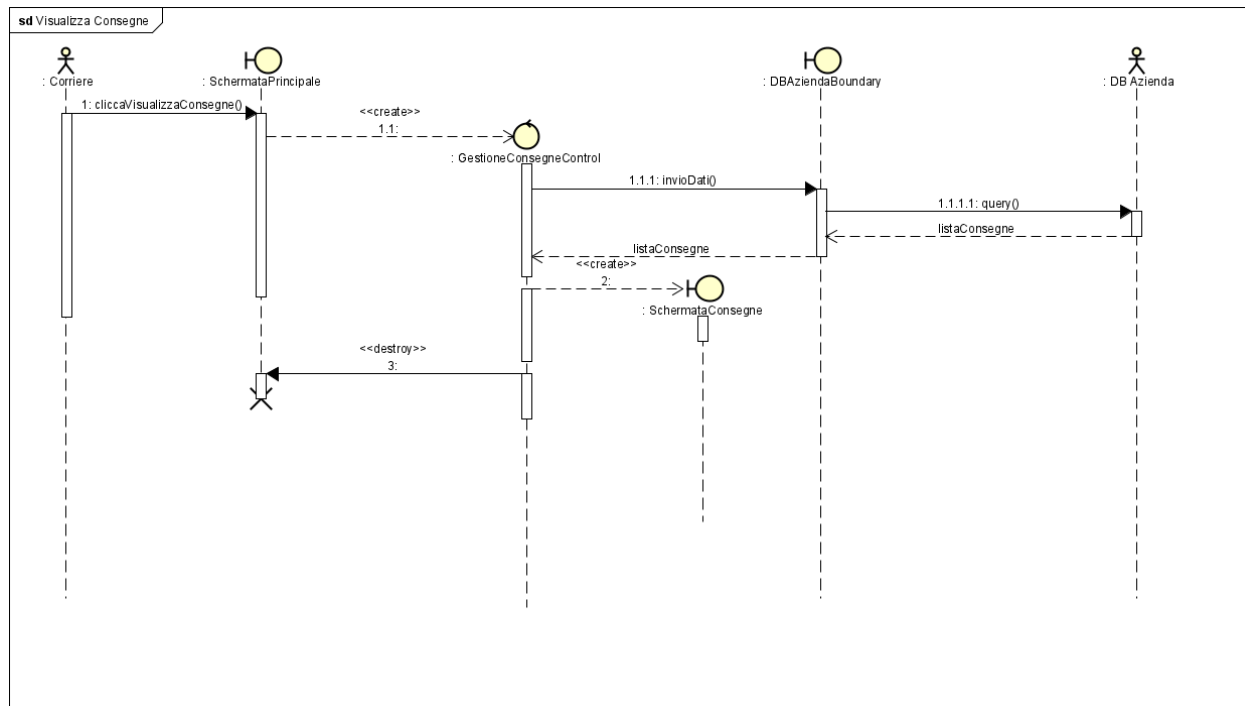 sd Visualizza Consegne
: Corriere
: SchermataPrincipale
: DBAziendaBoundary
: DB Azienda
1: cliccaVisualizzaConsegne()
<<create>>
1.1:
: GestioneConsegneControl
1.1.1: invioDati()
1.1.1.1: query()
listaConsegne
listaConsegne
<<create>>
2:
: SchermataConsegne
<<destroy>>
3: